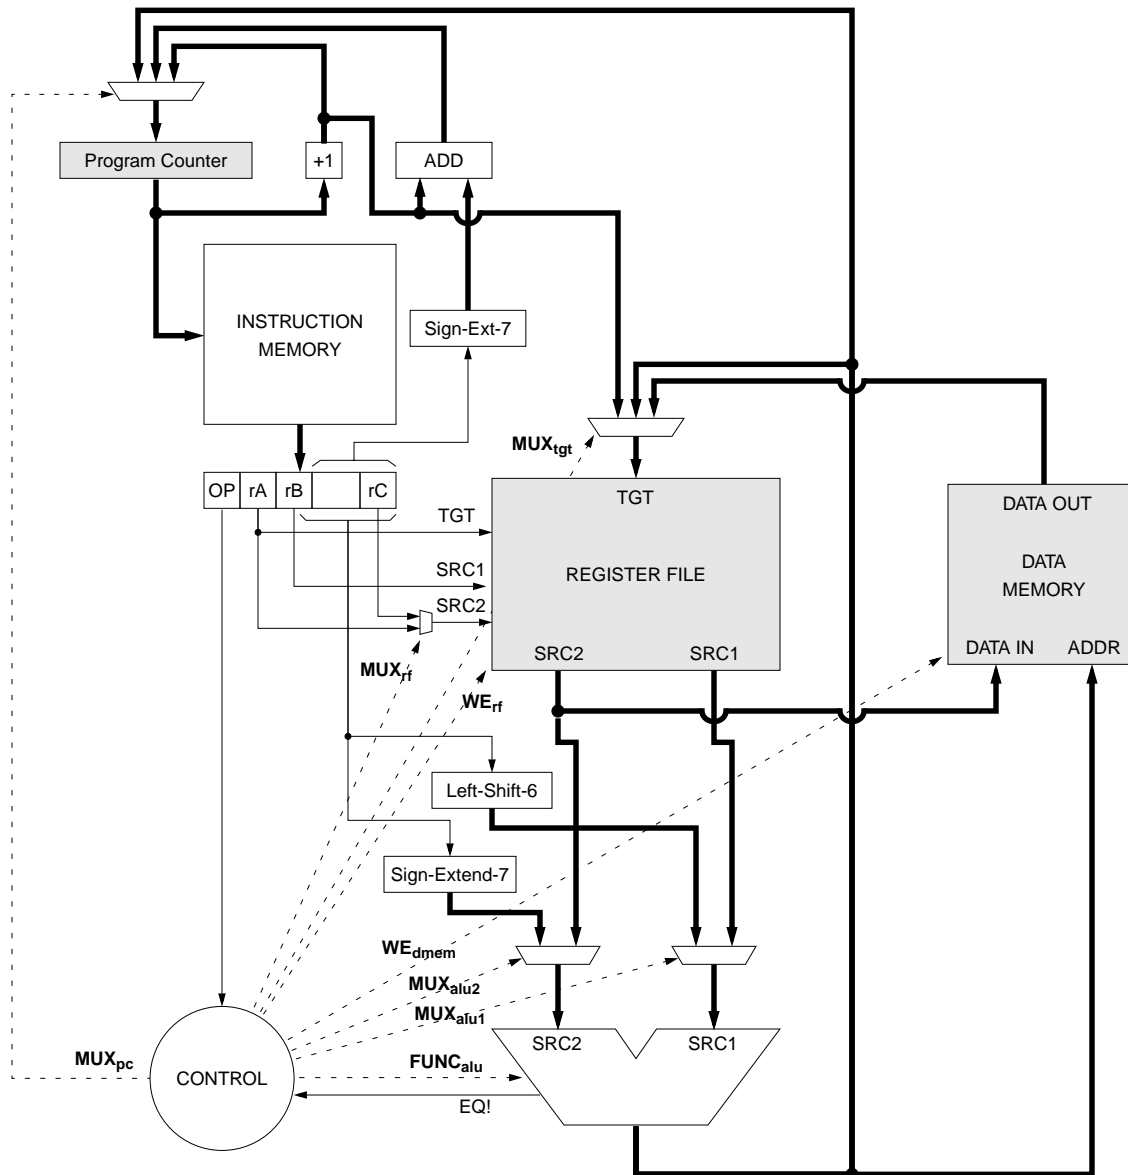 Program Counter
+1
ADD
INSTRUCTION
MEMORY
Sign-Ext-7
MUXtgt
OP rA rB rC
TGT
TGT
DATA OUT
SRC1
REGISTER FILE
DATA
MEMORY
SRC2
SRC2
SRC1
DATA IN
ADDR
MUXrf
WErf
Left-Shift-6
Sign-Extend-7
WEdmem
MUXalu2
MUXalu1
SRC2
SRC1
MUXpc
CONTROL
FUNCalu
EQ!